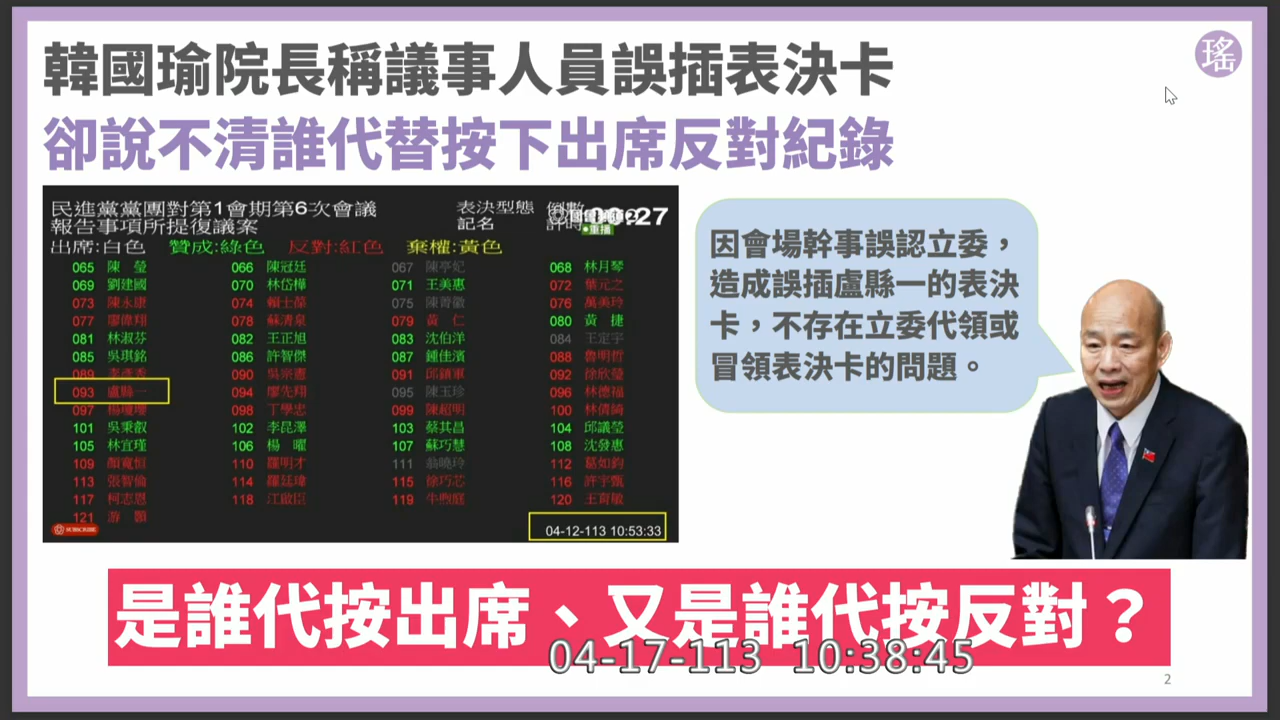 韓國瑜院長稱議事人員誤插表決卡
瑤
卻說不清誰代替按下出席反對紀錄
民進黨黨團對第1會期第6次會議 表決型態
報告事項所提復議案 記名
重播
出席:白色 贊成:綠色 反對:紅色 棄權:黃色
065 陳 瑩 066 陳冠廷 067 陳亭妃 068 林月琴
069 劉建國 070 林岱樺 071 王美惠 072 葉元之
073 陳永康 074 賴士葆 075 陳菁徽 076 萬美玲
077 廖偉翔 078 蘇清泉 079 黃 仁 080 黃 捷
081 林淑芬 082 王正旭 083 沈伯洋 084 王定宇
085 吳琪銘 086 許智傑 087 鍾佳濱 088 魯明哲
089 李彥秀 090 吳宗憲 091 邱鎮軍 092 徐欣瑩
093 盧縣一 094 廖先翔 095 陳玉珍 096 林德福
097 楊瓊瓔 098 丁學忠 099 陳超明 100 林倩綺
101 吳秉叡 102 李昆澤 103 蔡其昌 104 邱議瑩
105 林宜瑾 106 楊 曜 107 蘇巧慧 108 沈發惠
109 顏寬恒 110 羅明才 111 翁曉玲 112 葛如鈞
113 張智倫 114 羅廷瑋 115 徐巧芯 116 許宇甄
117 柯志恩 118 江啟臣 119 牛煦庭 120 王育敏
121 游 顥
SUBSCRIBE
04-12-113 10:53:33
因會場幹事誤認立委，
造成誤插盧縣一的表決
卡，不存在立委代領或
冒領表決卡的問題。
是誰代按出席、又是誰代按反對？
04-17-113 10:38:45
2